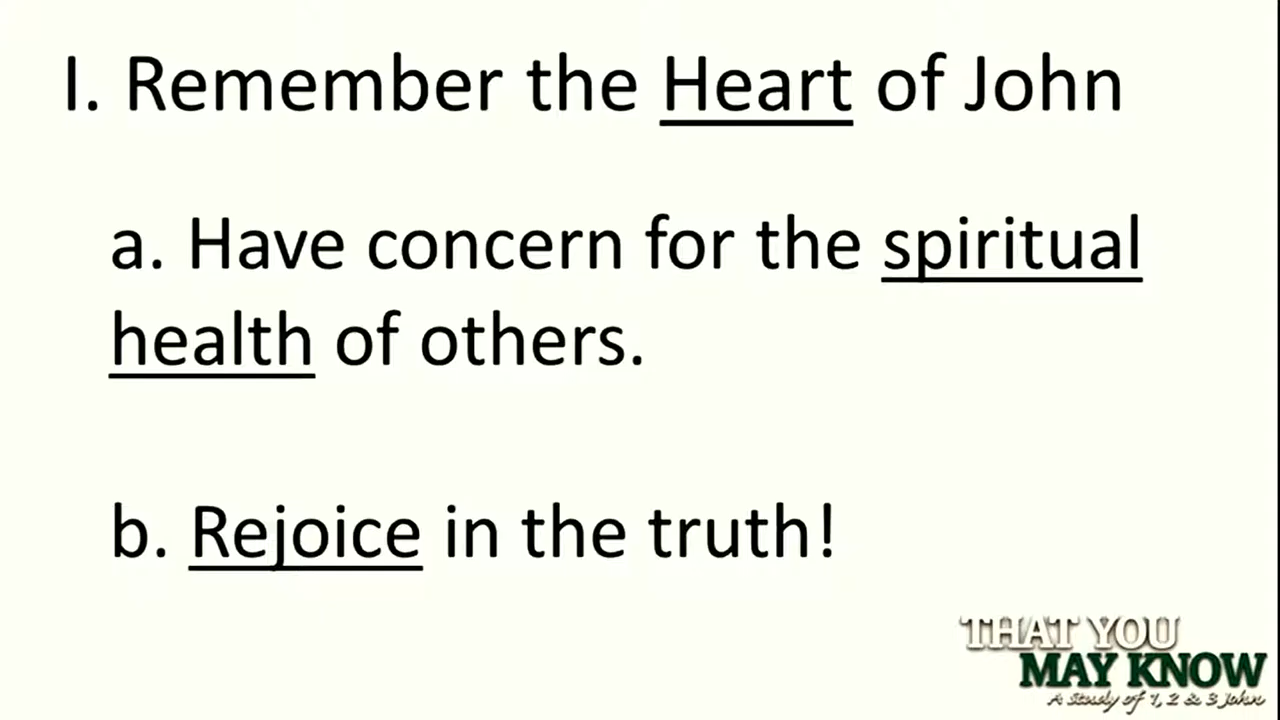 I. Remember the Heart of John
a. Have concern for the spiritual
health of others.
b. Rejoice in the truth!
THAT YOU
MAY KNOW
A Study of 1, 2 & 3 John